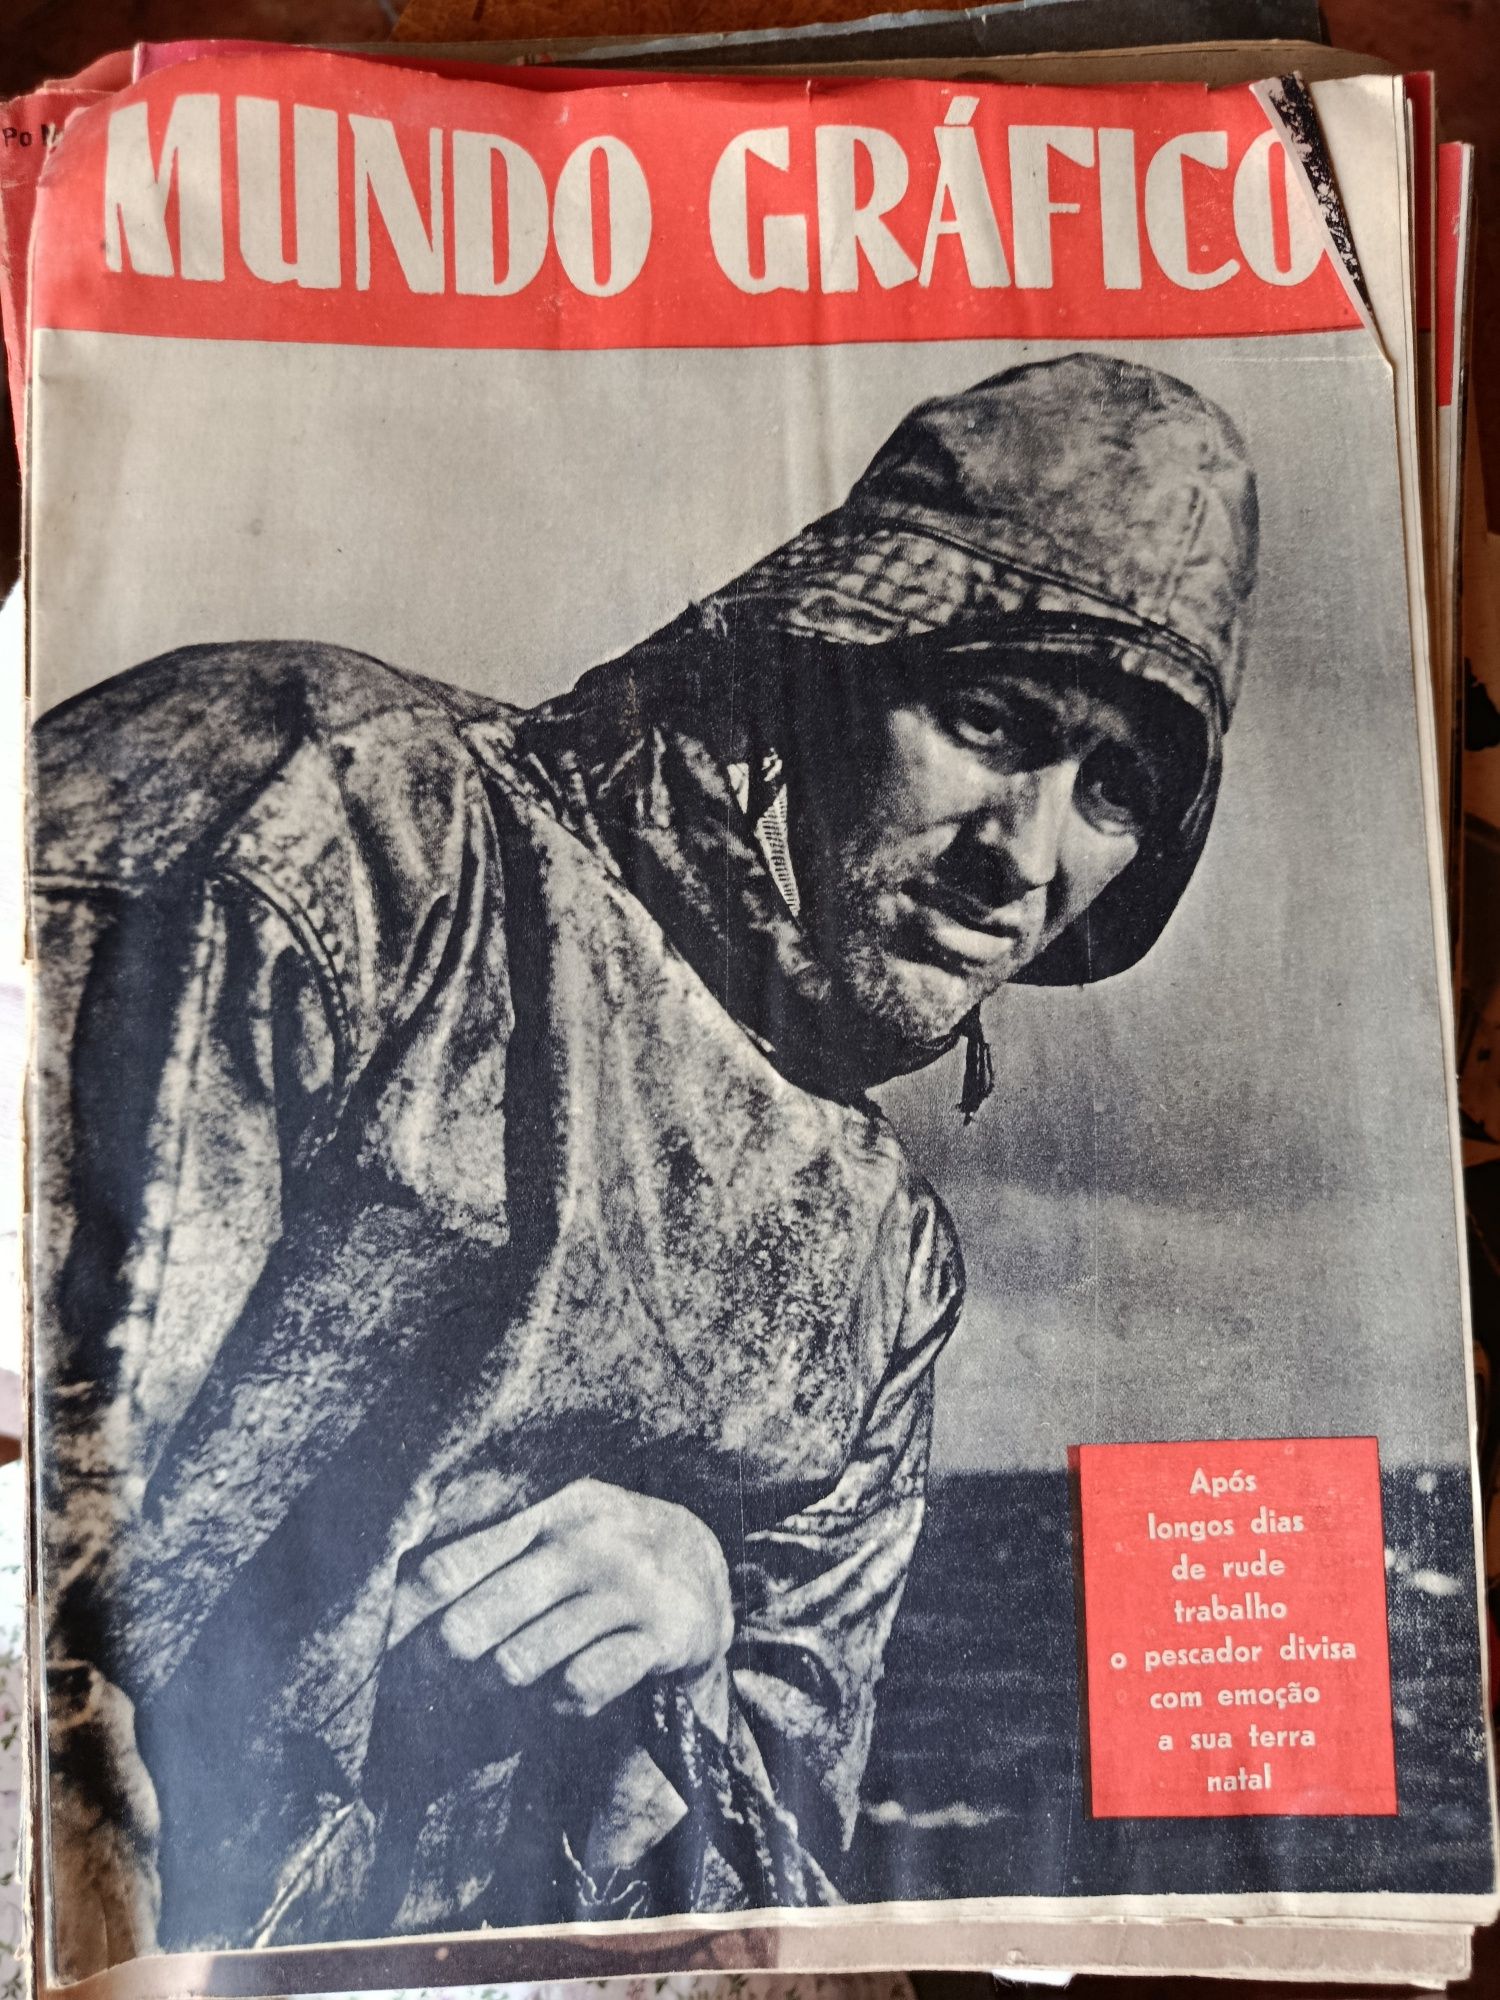 MUNDO GRÁFICO
Após
longos dias
de rude
trabalho
o pescador divisa
com emoção
a sua terra
natal